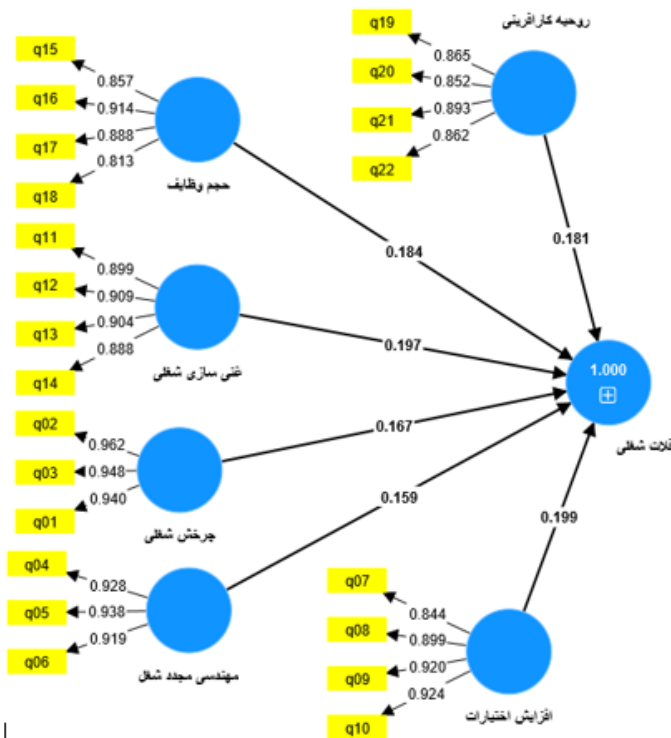 q15
q16
q17
q18
0.857
0.914
0.888
0.813
حجم وظایف
q19
q20
q21
q22
0.865
0.852
0.893
0.862
روحیه کارافرینی
q11
q12
q13
q14
0.899
0.909
0.904
0.888
غنی سازی شغلی
q02
q03
q01
0.962
0.948
0.940
چرخش شغلی
q04
q05
q06
0.928
0.938
0.919
مهندسی مجدد شغل
q07
q08
q09
q10
0.844
0.899
0.920
0.924
افزایش اختیارات
0.184
0.181
0.197
0.167
0.159
0.199
1.000
فلات شغلی